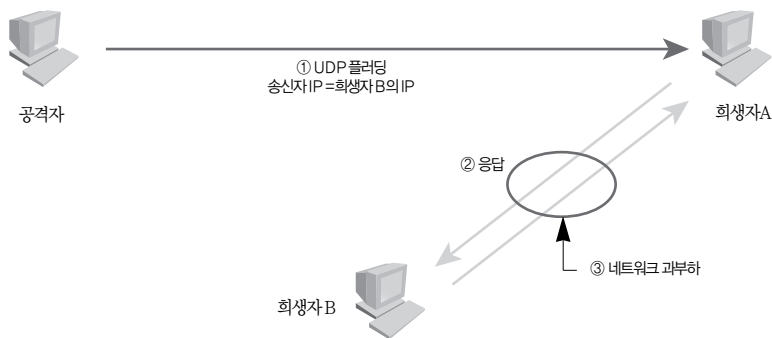 공격자
① UDP 플러딩
송신자 IP = 희생자 B의 IP
희생자A
② 응답
③ 네트워크 과부하
희생자 B